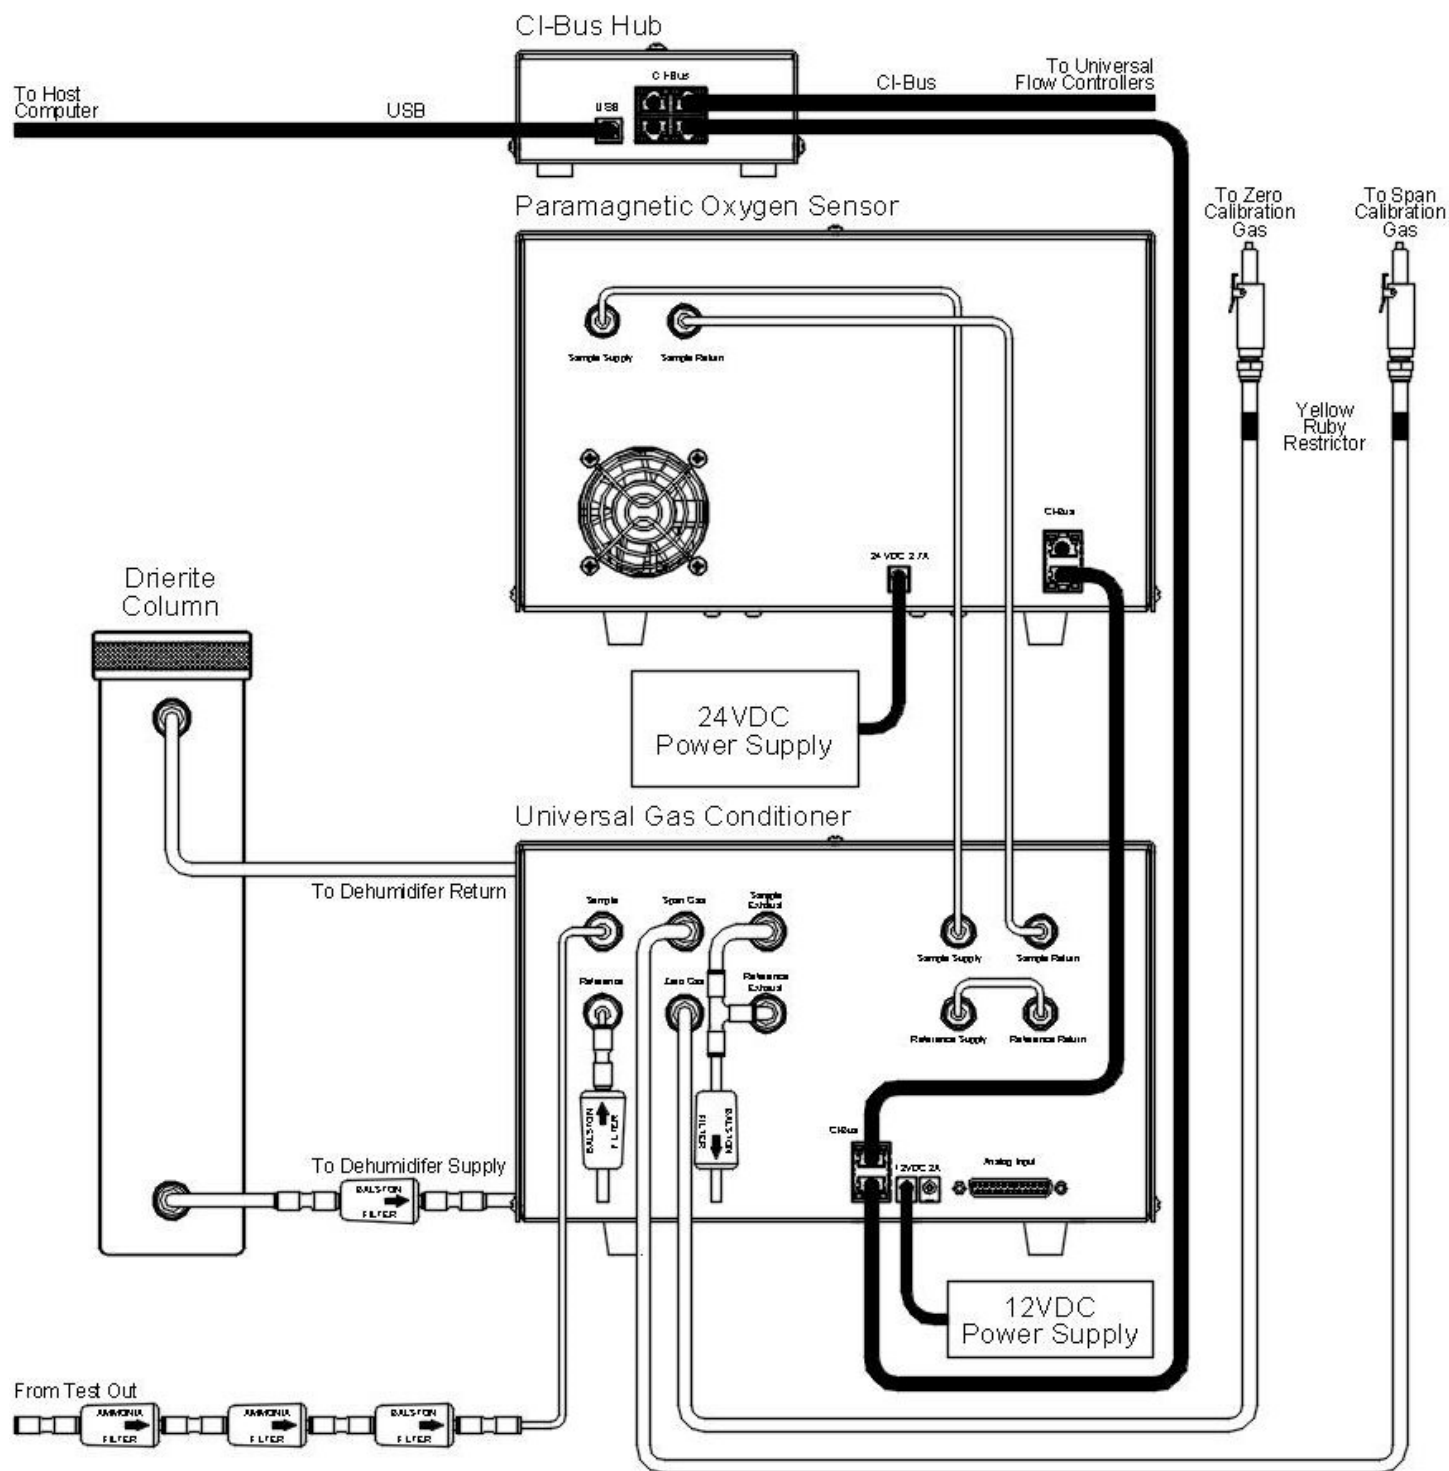 CI-Bus Hub
CI-Bus
USB
To Host
Computer
USB
CI-Bus
To Universal
Flow Controllers
Paramagnetic Oxygen Sensor
To Zero
Calibration
Gas
To Span
Calibration
Gas
Sample Supply
Sample Return
Yellow
Ruby
Restrictor
CI-Bus
24 VDC 2.7A
Drierite
Column
24VDC
Power Supply
Universal Gas Conditioner
To Dehumidifer Return
Sample
Span Gas
Sample
Exhaust
Sample Supply
Sample Return
Reference
Zero Gas
Reference
Exhaust
Reference Supply
Reference Return
BALSTON
FILTER
BALSTON
FILTER
CI-Bus
12VDC 2A
Analog Input
To Dehumidifer Supply
BALSTON
FILTER
12VDC
Power Supply
From Test Out
AMMONIA
FILTER
AMMONIA
FILTER
BALSTON
FILTER